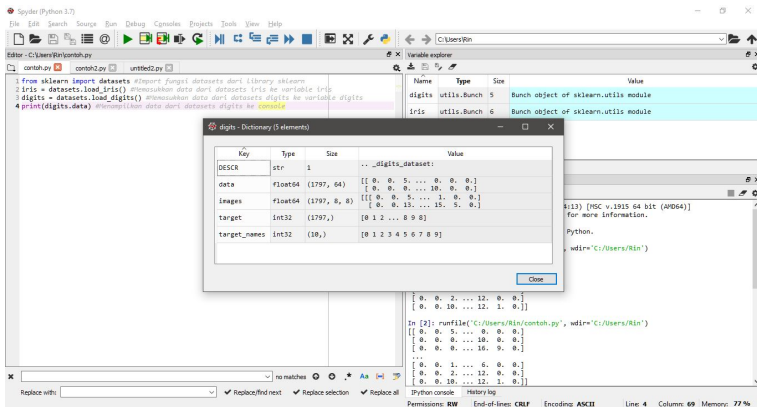 Spyder (Python 3.7)
File Edit Search Source Run Debug Consoles Projects Tools View Help
C:\Users\Rin
Editor - C:\Users\Rin\contoh.py
contoh.py contoh2.py untitled2.py
1 from sklearn import datasets #Import fungsi datasets dari library sklearn
2 iris = datasets.load_iris() #Memasukkan data dari datasets iris ke variable iris
3 digits = datasets.load_digits() #Memasukkan data dari datasets digits ke variable digits
4 print(digits.data) #Menampilkan data dari datasets digits ke console
Variable explorer
Name Type Size Value
digits utils.Bunch 5 Bunch object of sklearn.utils module
iris utils.Bunch 6 Bunch object of sklearn.utils module
digits - Dictionary (5 elements)
Key Type Size Value
DESCR str 1 .. _digits_dataset:
data float64 (1797, 64) [[ 0. 0. 5. ... 0. 0. 0.]
[ 0. 0. 0. ... 10. 0. 0.]
images float64 (1797, 8, 8) [[[ 0. 0. 5. ... 1. 0. 0.]
[ 0. 0. 13. ... 15. 5. 0.]
target int32 (1797,) [0 1 2 ... 8 9 8]
target_names int32 (10,) [0 1 2 3 4 5 6 7 8 9]
Close
4:13) [MSC v.1915 64 bit (AMD64)]
for more information.
Python.
, wdir='C:/Users/Rin')
[ 0. 0. 2. ... 12. 0. 0.]
[ 0. 0. 10. ... 12. 1. 0.]]
In [2]: runfile('C:/Users/Rin/contoh.py', wdir='C:/Users/Rin')
[[ 0. 0. 5. ... 0. 0. 0.]
[ 0. 0. 0. ... 10. 0. 0.]
[ 0. 0. 0. ... 16. 9. 0.]
...
[ 0. 0. 1. ... 6. 0. 0.]
[ 0. 0. 2. ... 12. 0. 0.]
[ 0. 0. 10. ... 12. 1. 0.]]
no matches Aa
Replace with: Replace/find next Replace selection Replace all
IPython console History log
Permissions: RW End-of-lines: CRLF Encoding: ASCII Line: 4 Column: 69 Memory: 77 %